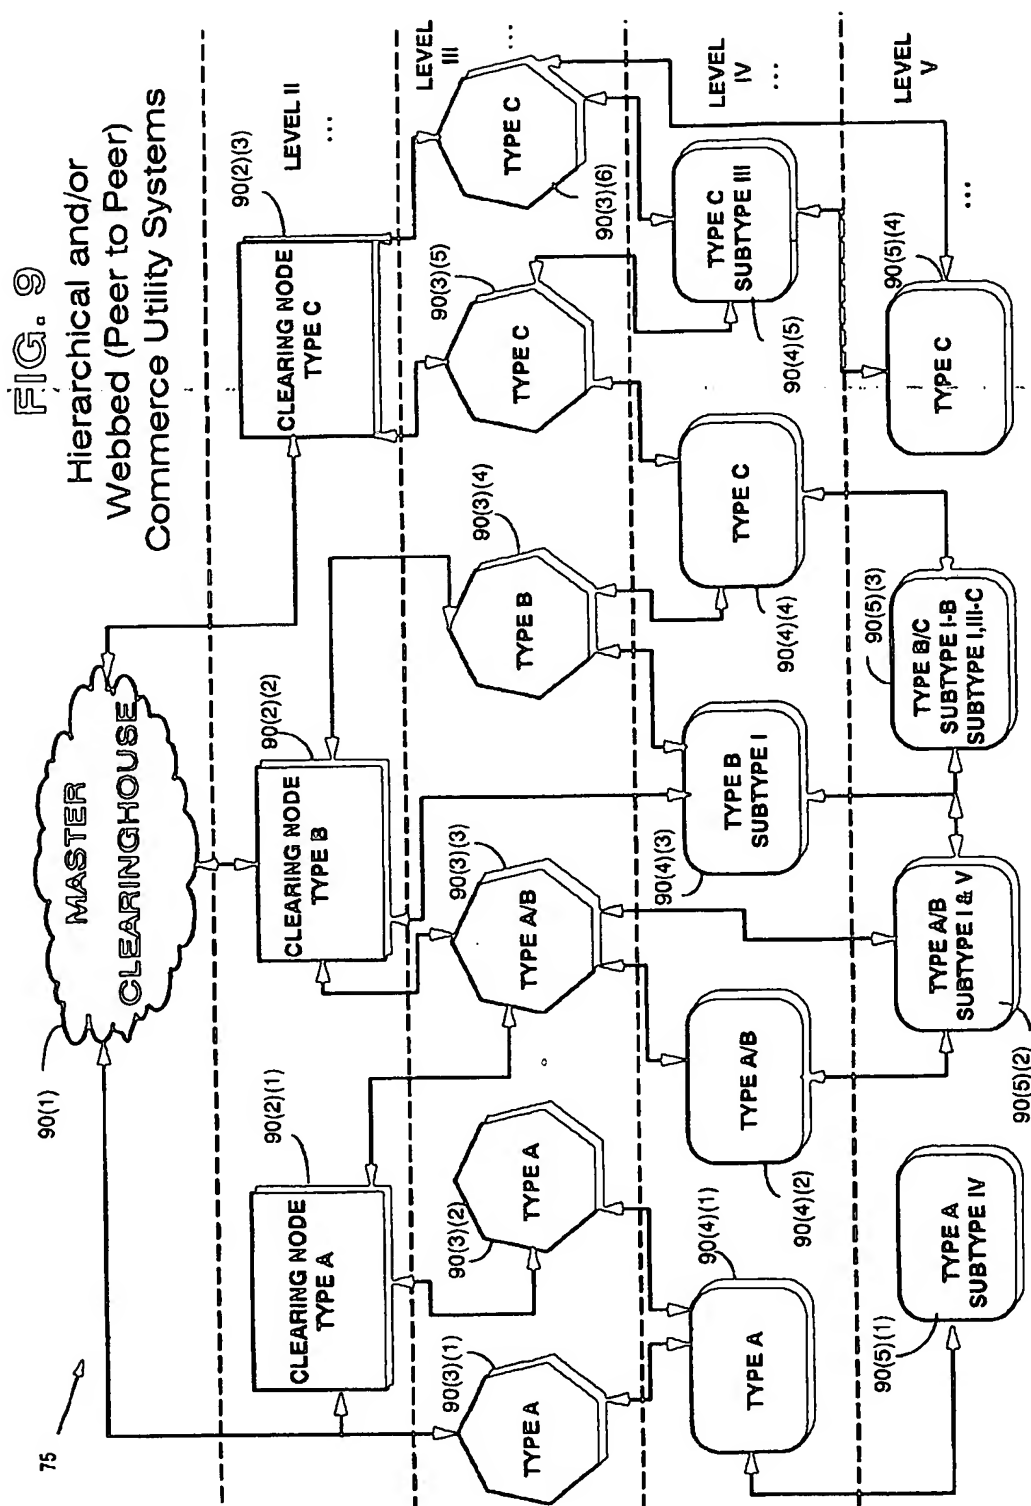 FIG. 9
Hierarchical and/or
Webbed (Peer to Peer)
Commerce Utility Systems
75
90(1)
MASTER
CLEARINGHOUSE
LEVEL II
...
90(2)(1)
CLEARING NODE
TYPE A
90(2)(2)
CLEARING NODE
TYPE B
90(2)(3)
CLEARING NODE
TYPE C
LEVEL
III
...
90(3)(1)
TYPE A
90(3)(2)
TYPE A
90(3)(3)
TYPE A/B
90(3)(4)
TYPE B
90(3)(5)
TYPE C
90(3)(6)
TYPE C
LEVEL
IV
...
90(4)(1)
TYPE A
90(4)(2)
TYPE A/B
90(4)(3)
TYPE B
SUBTYPE I
90(4)(4)
TYPE C
90(4)(5)
TYPE C
SUBTYPE III
LEVEL
V
...
90(5)(1)
TYPE A
SUBTYPE IV
90(5)(2)
TYPE A/B
SUBTYPE I & V
90(5)(3)
TYPE B/C
SUBTYPE I-B
SUBTYPE I,III-C
90(5)(4)
TYPE C